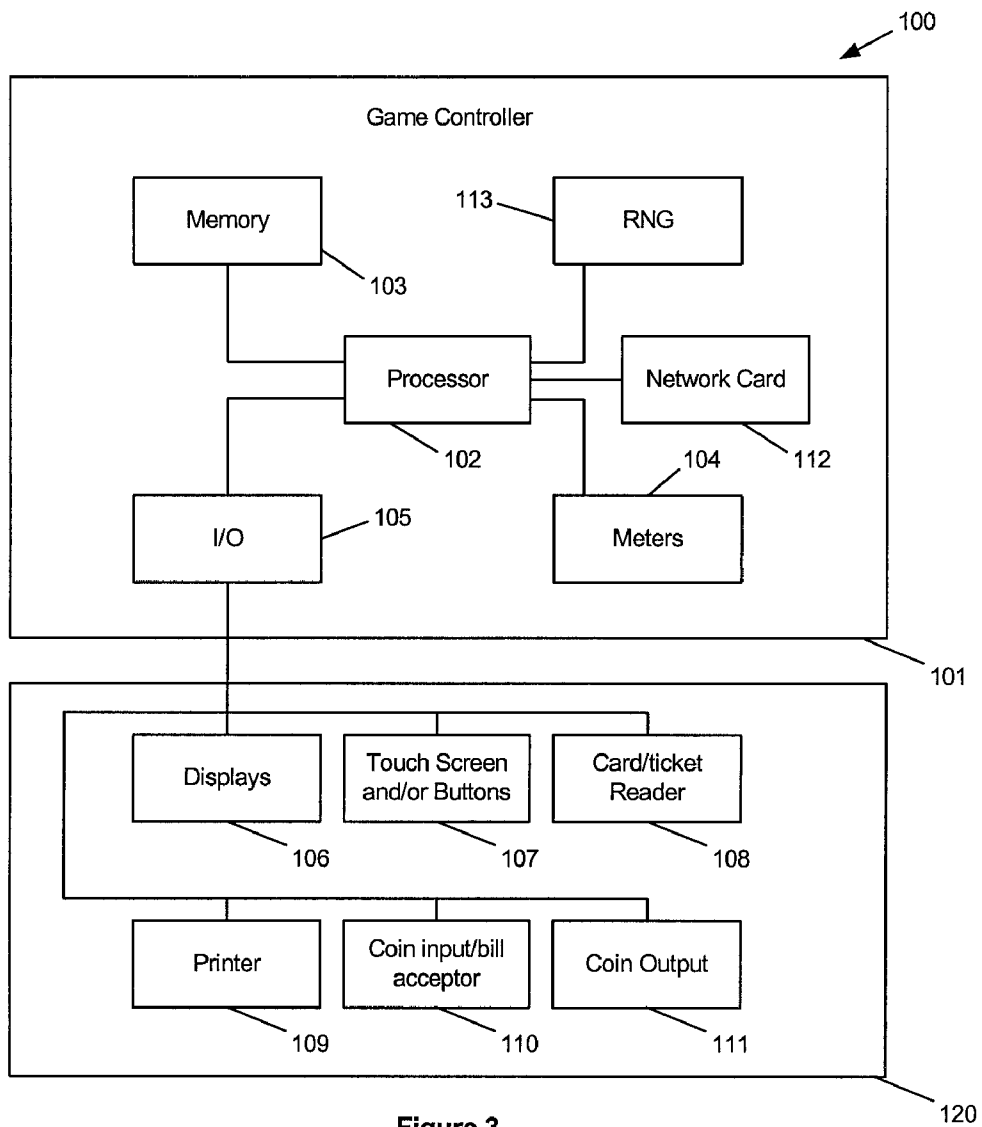 100
Game Controller
Memory
103
113
RNG
Processor
102
Network Card
112
I/O
105
104
Meters
101
Displays
106
Touch Screen
and/or Buttons
107
Card/ticket
Reader
108
Printer
109
Coin input/bill
acceptor
110
Coin Output
111
120
Figure 3